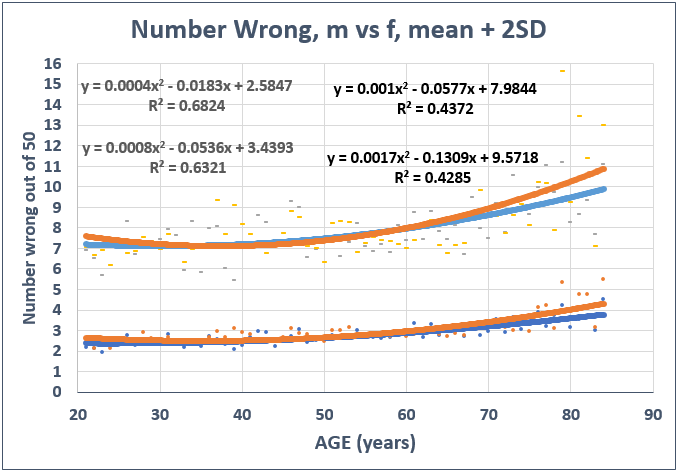 Number Wrong, m vs f, mean + 2SD
y = 0.0004x² - 0.0183x + 2.5847
R² = 0.6824
y = 0.001x² - 0.0577x + 7.9844
R² = 0.4372
y = 0.0008x² - 0.0536x + 3.4393
R² = 0.6321
y = 0.0017x² - 0.1309x + 9.5718
R² = 0.4285
Number wrong out of 50
16
15
14
13
12
11
10
9
8
7
6
5
4
3
2
1
0
20 30 40 50 60 70 80 90
AGE (years)